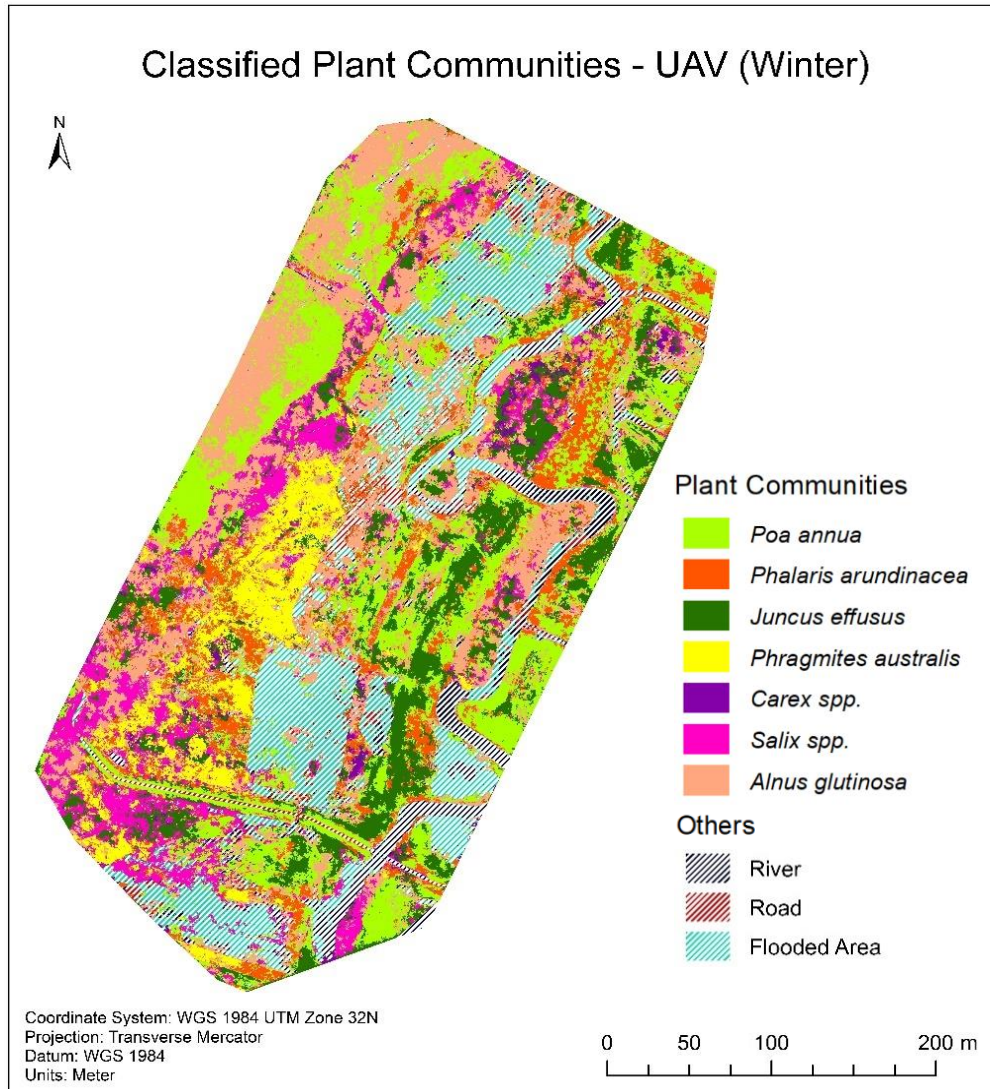 Classified Plant Communities - UAV (Winter)
N
Plant Communities
Poa annua
Phalaris arundinacea
Juncus effusus
Phragmites australis
Carex spp.
Salix spp.
Alnus glutinosa
Others
River
Road
Flooded Area
Coordinate System: WGS 1984 UTM Zone 32N
Projection: Transverse Mercator
Datum: WGS 1984
Units: Meter
0 50 100 200 m